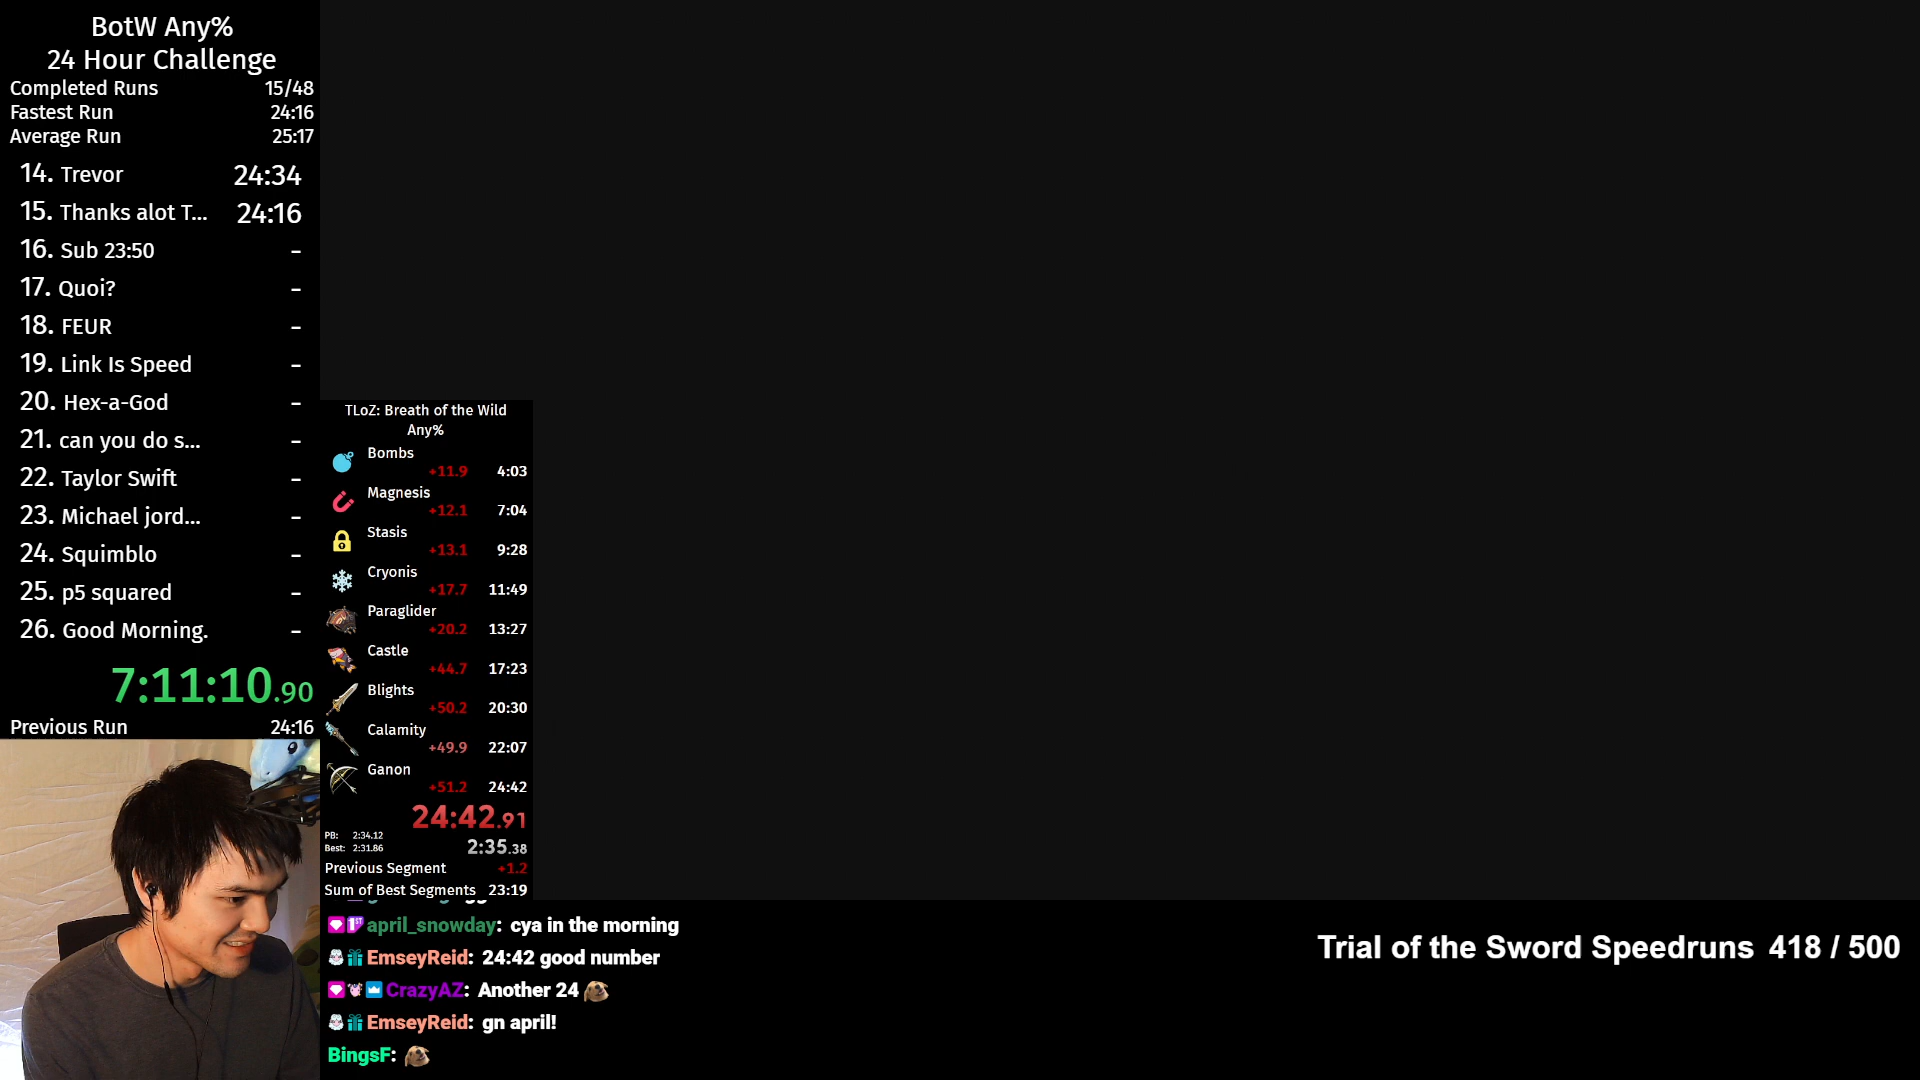 BotW Any%
24 Hour Challenge
Completed Runs 15/48
Fastest Run 24:16
Average Run 25:17
14. Trevor 24:34
15. Thanks alot T... 24:16
16. Sub 23:50 -
17. Quoi? -
18. FEUR -
19. Link Is Speed -
20. Hex-a-God -
21. can you do s... -
22. Taylor Swift -
23. Michael jord... -
24. Squimblo -
25. p5 squared -
26. Good Morning. -
7:11:10.90
Previous Run 24:16
TLoZ: Breath of the Wild
Any%
Bombs
+11.9 4:03
Magnesis
+12.1 7:04
Stasis
+13.1 9:28
Cryonis
+17.7 11:49
Paraglider
+20.2 13:27
Castle
+44.7 17:23
Blights
+50.2 20:30
Calamity
+49.9 22:07
Ganon
+51.2 24:42
24:42.91
PB: 2:34.12
Best: 2:31.86 2:35.38
Previous Segment +1.2
Sum of Best Segments 23:19
april_snowday: cya in the morning
EmseyReid: 24:42 good number
CrazyAZ: Another 24
EmseyReid: gn april!
BingsF:
Trial of the Sword Speedruns 418 / 500